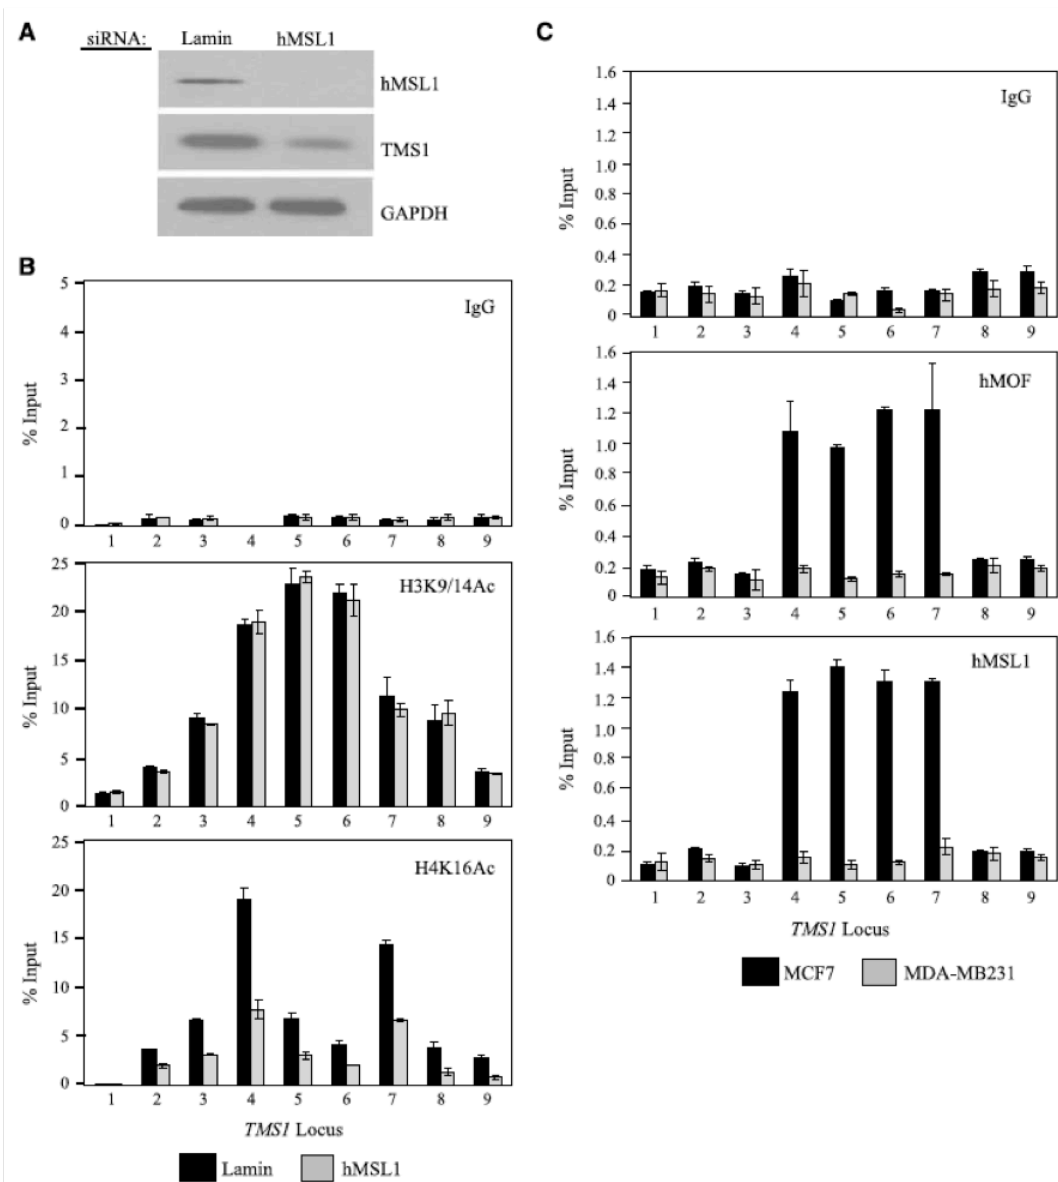 A
siRNA: Lamin hMSL1
hMSL1
TMS1
GAPDH
B
5
4
3
2
1
0
% Input
IgG
1 2 3 4 5 6 7 8 9
25
20
15
10
5
0
% Input
H3K9/14Ac
1 2 3 4 5 6 7 8 9
25
20
15
10
5
0
% Input
H4K16Ac
1 2 3 4 5 6 7 8 9
TMS1 Locus
Lamin hMSL1
C
1.6
1.4
1.2
1.0
0.8
0.6
0.4
0.2
0
% Input
IgG
1 2 3 4 5 6 7 8 9
1.6
1.4
1.2
1.0
0.8
0.6
0.4
0.2
0
% Input
hMOF
1 2 3 4 5 6 7 8 9
1.6
1.4
1.2
1.0
0.8
0.6
0.4
0.2
0
% Input
hMSL1
1 2 3 4 5 6 7 8 9
TMS1 Locus
MCF7 MDA-MB231